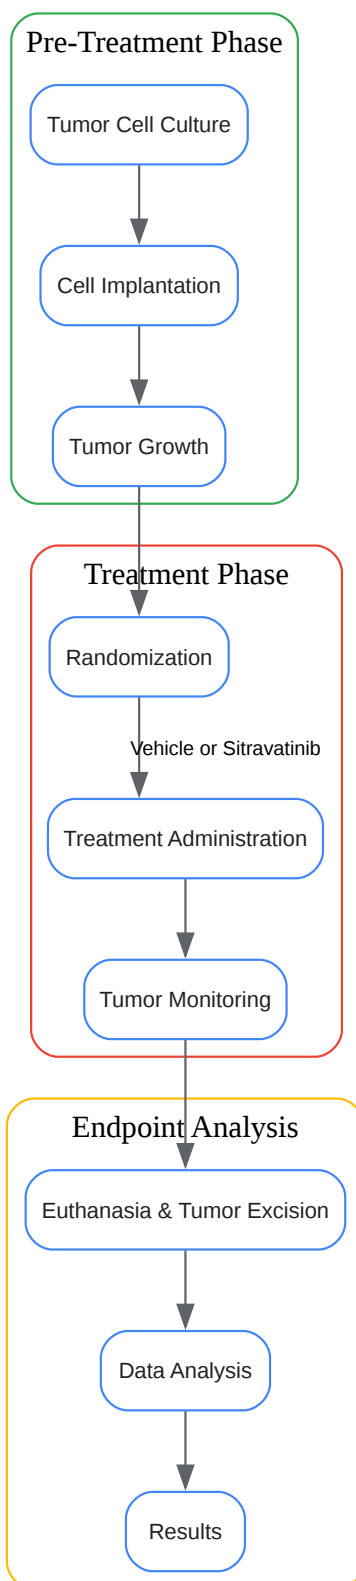 Pre-Treatment Phase
Tumor Cell Culture
Cell Implantation
Tumor Growth
Treatment Phase
Randomization
Vehicle or Sitravatinib
Treatment Administration
Tumor Monitoring
Endpoint Analysis
Euthanasia & Tumor Excision
Data Analysis
Results